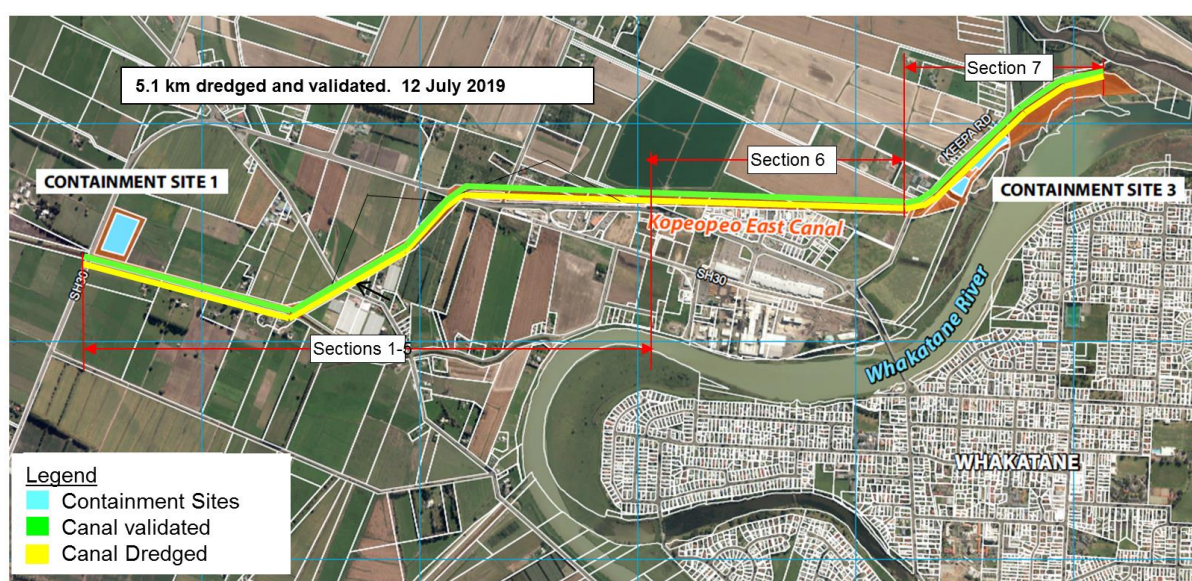 5.1 km dredged and validated. 12 July 2019
Section 7
KEEPA RD
Section 6
CONTAINMENT SITE 1
CONTAINMENT SITE 3
Kopeopeo East Canal
SH30
SH30
Sections 1-5
Whakatane River
WHAKATANE
Legend
Containment Sites
Canal validated
Canal Dredged